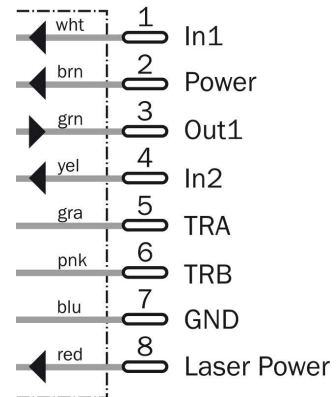 wht 1 In1
brn 2 Power
grn 3 Out1
yel 4 In2
gra 5 TRA
pnk 6 TRB
blu 7 GND
red 8 Laser Power